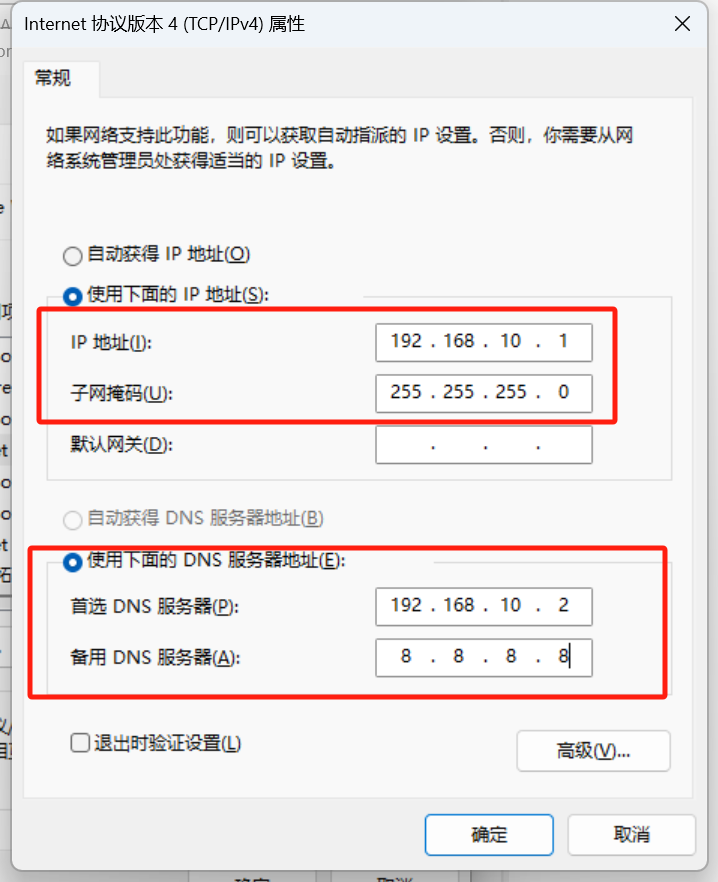 Internet 协议版本 4 (TCP/IPv4) 属性
常规
如果网络支持此功能，则可以获取自动指派的 IP 设置。否则，你需要从网
络系统管理员处获得适当的 IP 设置。
自动获得 IP 地址(O)
使用下面的 IP 地址(S):
IP 地址(I): 192 . 168 . 10 . 1
子网掩码(U): 255 . 255 . 255 . 0
默认网关(D): . . .
自动获得 DNS 服务器地址(B)
使用下面的 DNS 服务器地址(E):
首选 DNS 服务器(P): 192 . 168 . 10 . 2
备用 DNS 服务器(A): 8 . 8 . 8 . 8
退出时验证设置(L)
高级(V)...
确定 取消